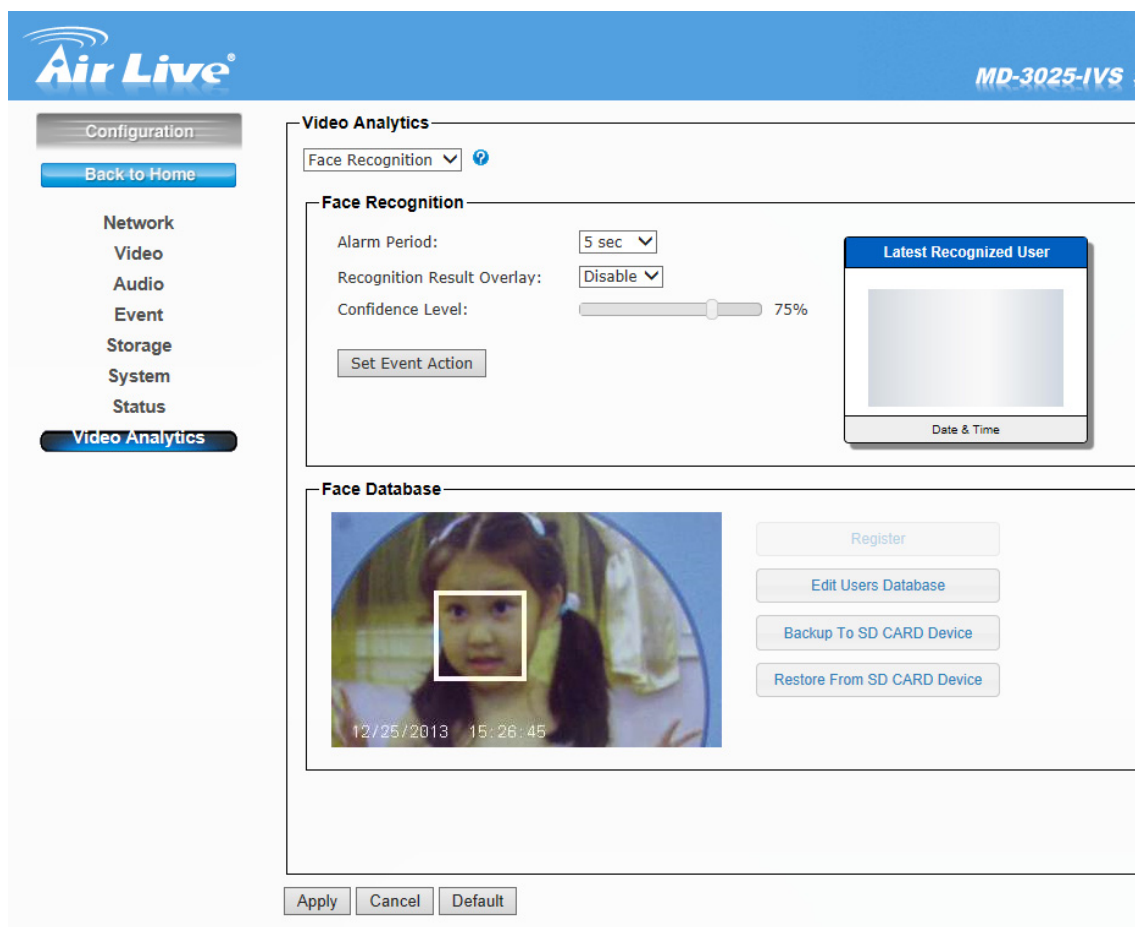 Air Live®
MD-3025-IVS
Configuration
Back to Home
Network
Video
Audio
Event
Storage
System
Status
Video Analytics
Video Analytics
Face Recognition
Face Recognition
Alarm Period: 5 sec
Recognition Result Overlay: Disable
Confidence Level: 75%
Set Event Action
Latest Recognized User
Date & Time
Face Database
12/25/2013 15:26:45
Register
Edit Users Database
Backup To SD CARD Device
Restore From SD CARD Device
Apply Cancel Default